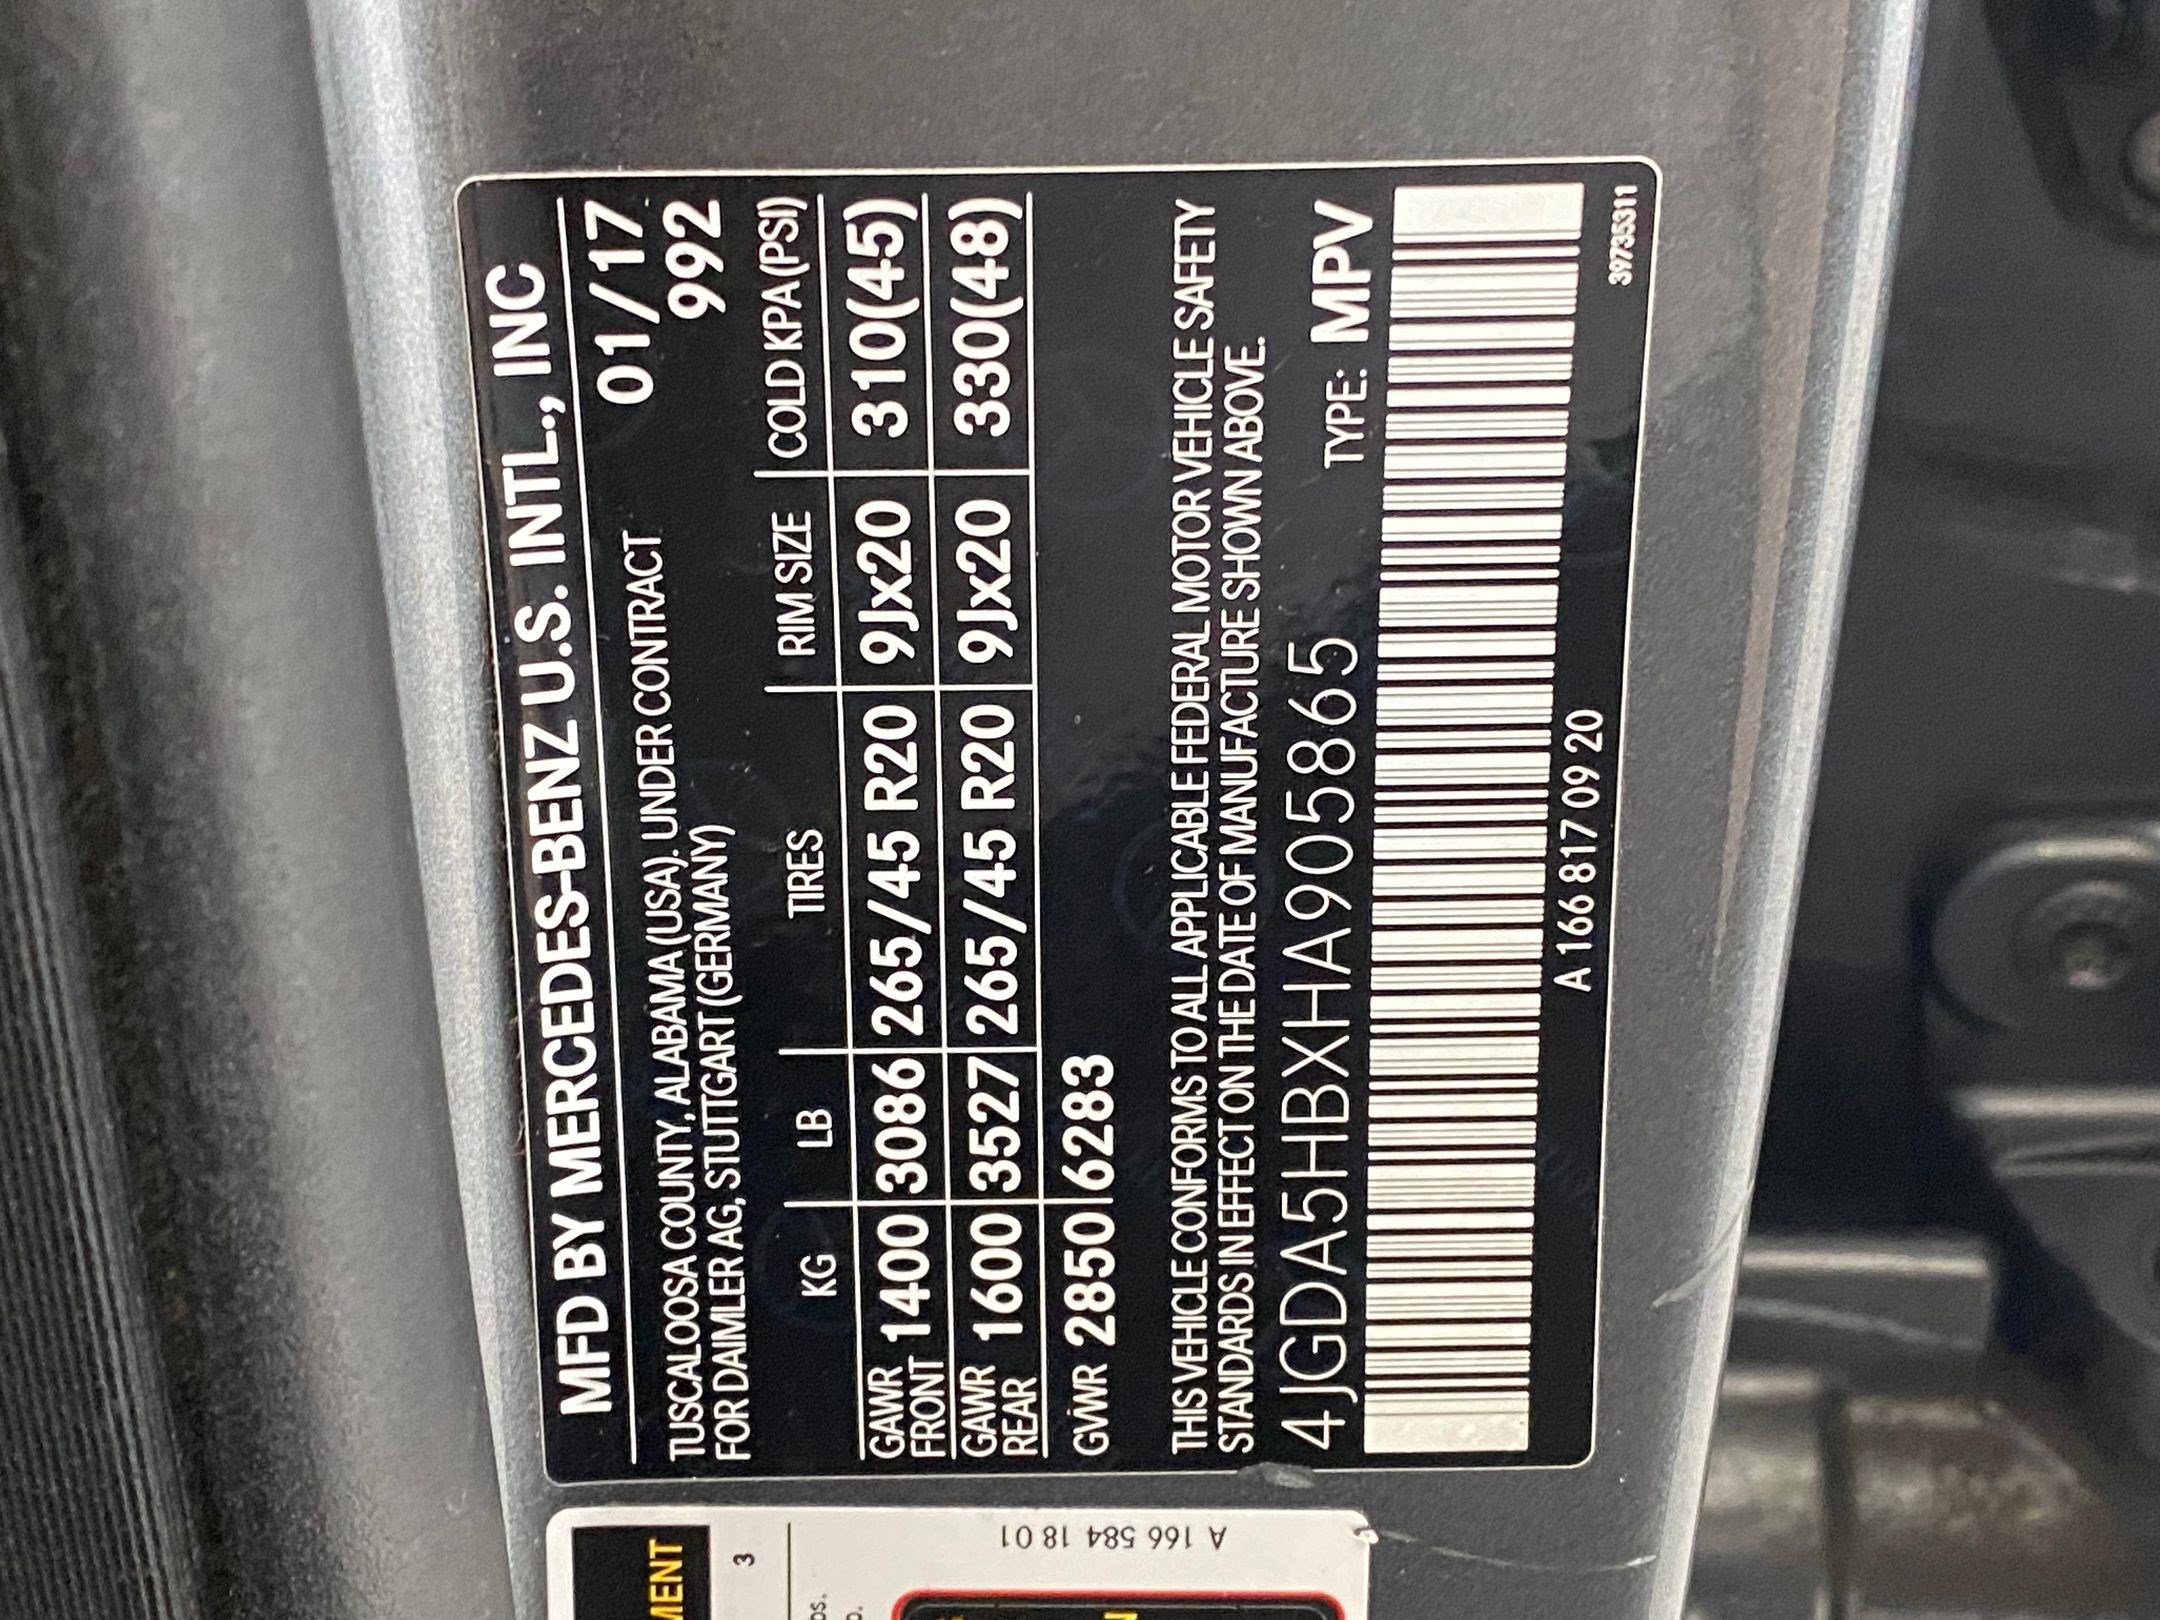 MFD BY MERCEDES-BENZ U.S. INTL., INC
TUSCALOOSA COUNTY, ALABAMA (USA). UNDER CONTRACT 01/17
FOR DAIMLER AG, STUTTGART (GERMANY) 992
KG LB TIRES RIM SIZE COLD KPA (PSI)
GAWR FRONT 1400 3086 265/45 R20 9Jx20 310(45)
GAWR REAR 1600 3527 265/45 R20 9Jx20 330(48)
GVWR 2850 6283
THIS VEHICLE CONFORMS TO ALL APPLICABLE FEDERAL MOTOR VEHICLE SAFETY
STANDARDS IN EFFECT ON THE DATE OF MANUFACTURE SHOWN ABOVE.
4JGDA5HBXHA905865 TYPE: MPV
A 166 817 09 20
39735311
MENT
3
A 166 584 18 01